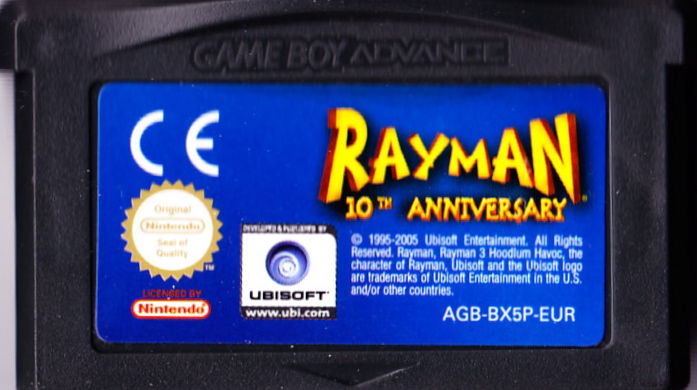 GAME BOY ADVANCE
CE
RAYMAN
10TH ANNIVERSARY
Original
Nintendo
Seal of
Quality
TM
LICENSED BY
Nintendo
DEVELOPED & PUBLISHED BY
UBISOFT
www.ubi.com
© 1995-2005 Ubisoft Entertainment. All Rights
Reserved. Rayman, Rayman 3 Hoodlum Havoc, the
character of Rayman, Ubisoft and the Ubisoft logo
are trademarks of Ubisoft Entertainment in the U.S.
and/or other countries.
AGB-BX5P-EUR